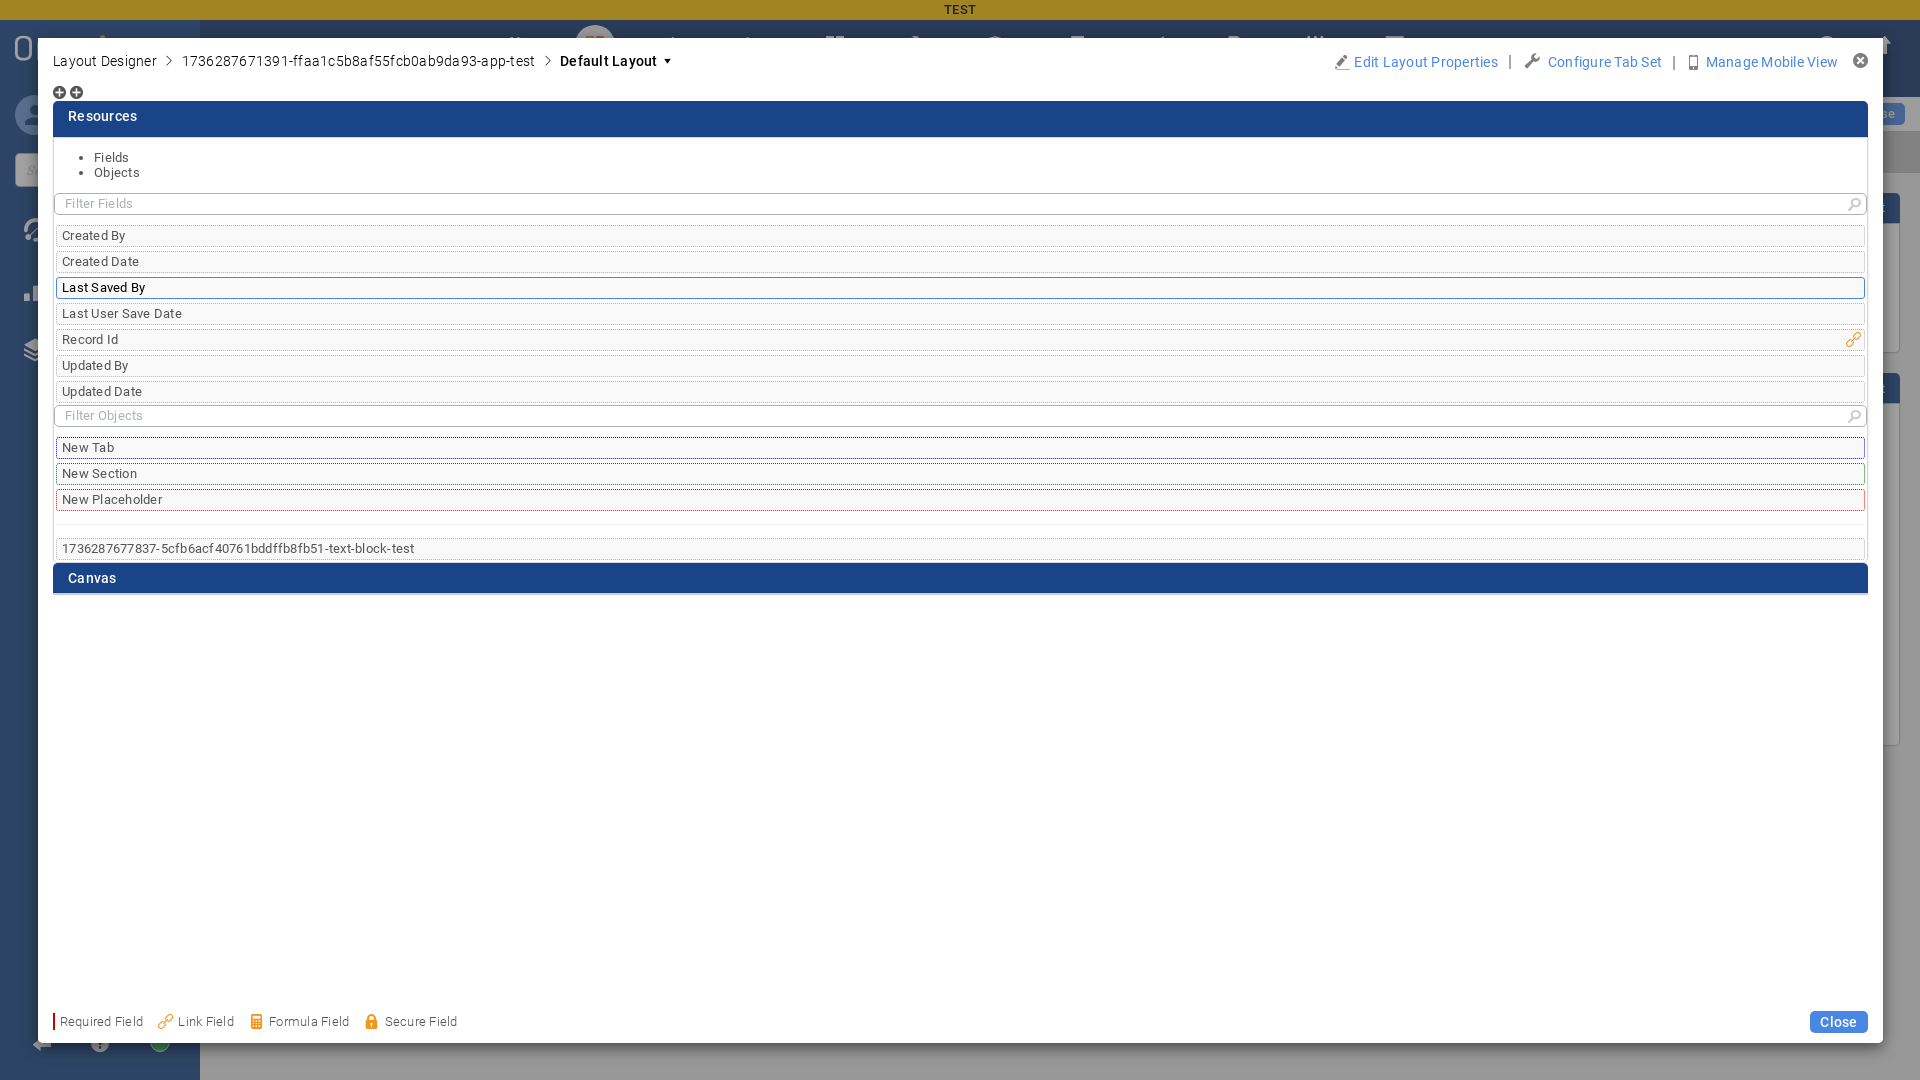 TEST
Layout Designer > 1736287671391-ffaa1c5b8af55fcb0ab9da93-app-test > Default Layout
Edit Layout Properties | Configure Tab Set | Manage Mobile View
Resources
• Fields
• Objects
Filter Fields
Created By
Created Date
Last Saved By
Last User Save Date
Record Id
Updated By
Updated Date
Filter Objects
New Tab
New Section
New Placeholder
1736287677837-5cfb6acf40761bddffb8fb51-text-block-test
Canvas
Required Field Link Field Formula Field Secure Field
Close